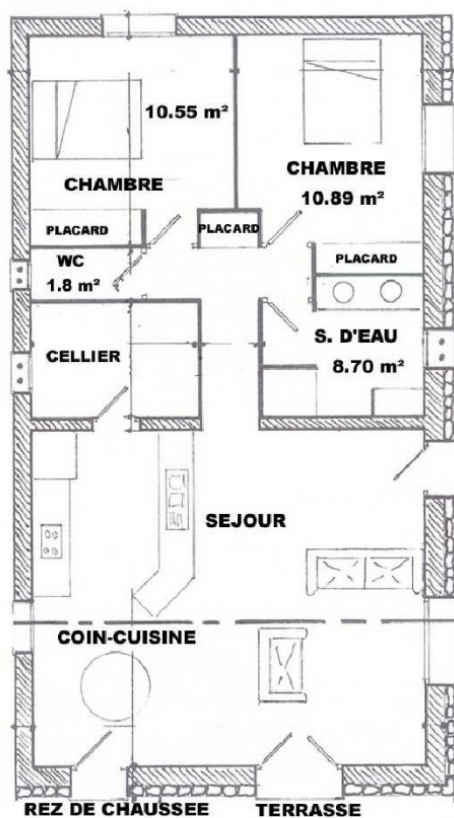 10.55 m²
CHAMBRE
CHAMBRE
10.89 m²
PLACARD
PLACARD
PLACARD
WC
1.8 m²
CELLIER
S. D'EAU
8.70 m²
SEJOUR
COIN-CUISINE
REZ DE CHAUSSEE
TERRASSE